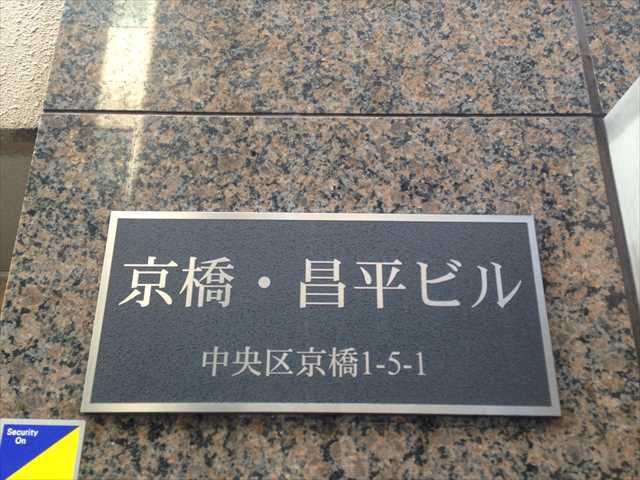 京橋・昌平ビル
中央区京橋1-5-1
Security
On